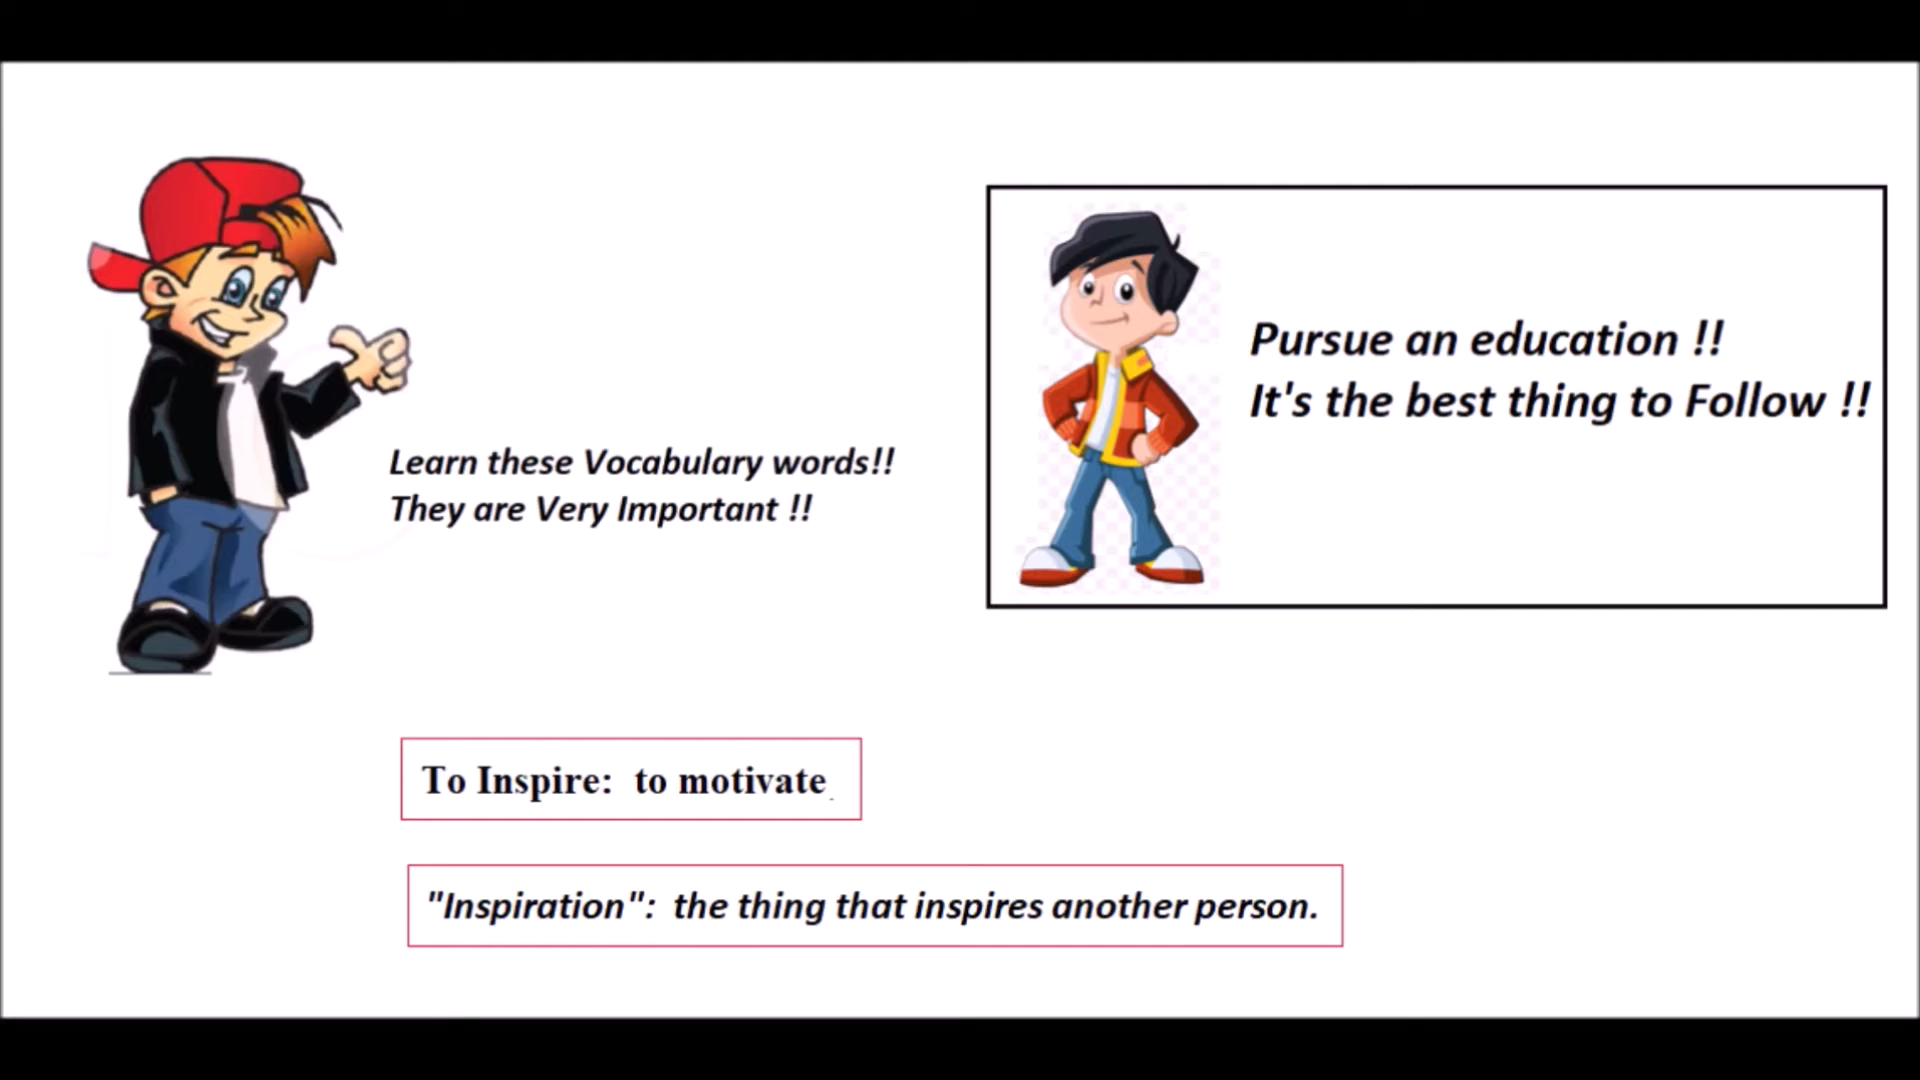 Learn these Vocabulary words!!
They are Very Important !!
Pursue an education !!
It's the best thing to Follow !!
To Inspire:  to motivate
"Inspiration":  the thing that inspires another person.